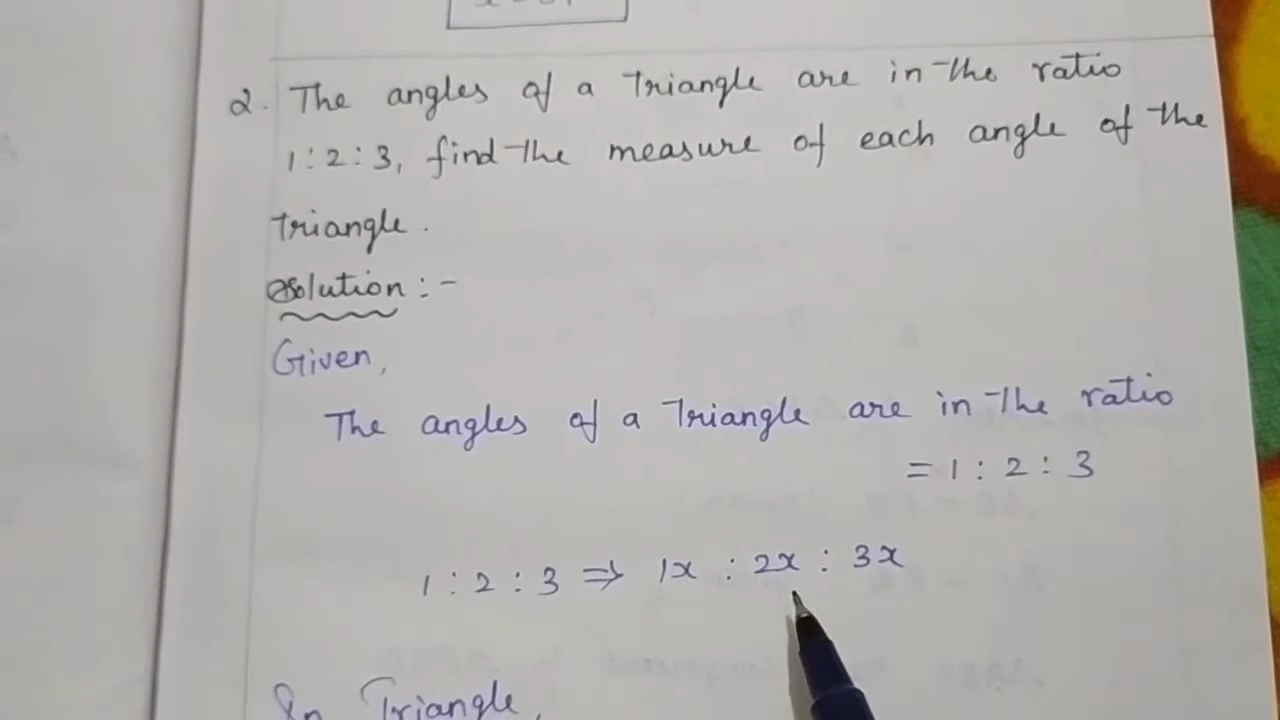 2. The angles of a Triangle are in the ratio
1 : 2 : 3, find the measure of each angle of the
triangle.
Solution : -
Given,
The angles of a Triangle are in the ratio
= 1 : 2 : 3
1 : 2 : 3 ⇒ 1x : 2x : 3x
In Triangle,